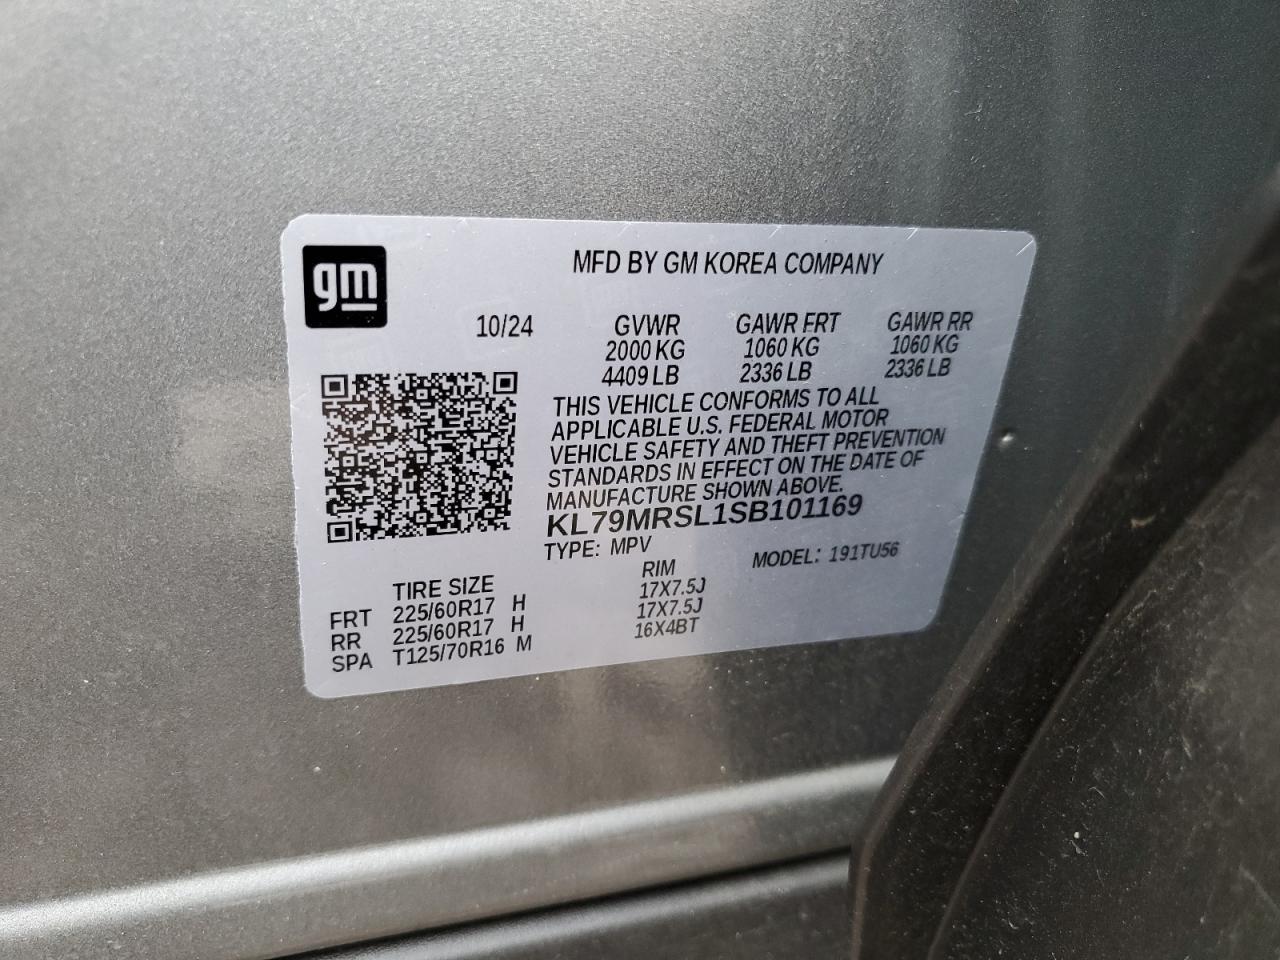 gm
MFD BY GM KOREA COMPANY
10/24 GVWR GAWR FRT GAWR RR
2000 KG 1060 KG 1060 KG
4409 LB 2336 LB 2336 LB
THIS VEHICLE CONFORMS TO ALL
APPLICABLE U.S. FEDERAL MOTOR
VEHICLE SAFETY AND THEFT PREVENTION
STANDARDS IN EFFECT ON THE DATE OF
MANUFACTURE SHOWN ABOVE.
KL79MRSL1SB101169
TYPE: MPV MODEL: 191TU56
TIRE SIZE RIM
FRT 225/60R17 H 17X7.5J
RR 225/60R17 H 17X7.5J
SPA T125/70R16 M 16X4BT